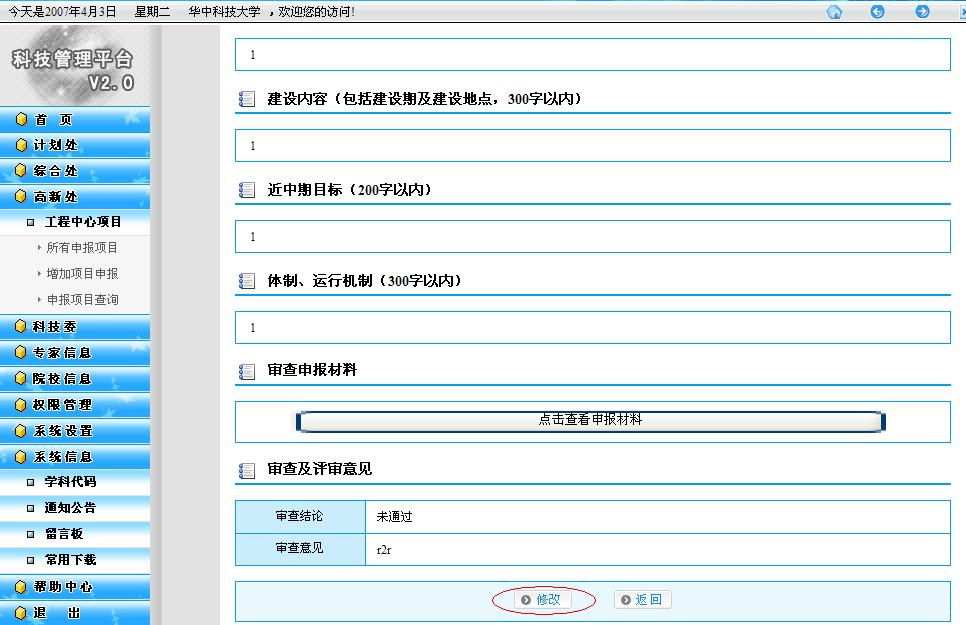 今天是2007年4月3日 星期二 华中科技大学 ，欢迎您的访问!
科技管理平台
V2.0
首 页
计划处
综合处
高新处
工程中心项目
所有申报项目
增加项目申报
申报项目查询
科技委
专家信息
院校信息
权限管理
系统设置
系统信息
学科代码
通知公告
留言板
常用下载
帮助中心
退 出
1
建设内容（包括建设期及建设地点，300字以内）
1
近中期目标（200字以内）
1
体制、运行机制（300字以内）
1
审查申报材料
点击查看申报材料
审查及评审意见
审查结论 未通过
审查意见 r2r
修改 返回